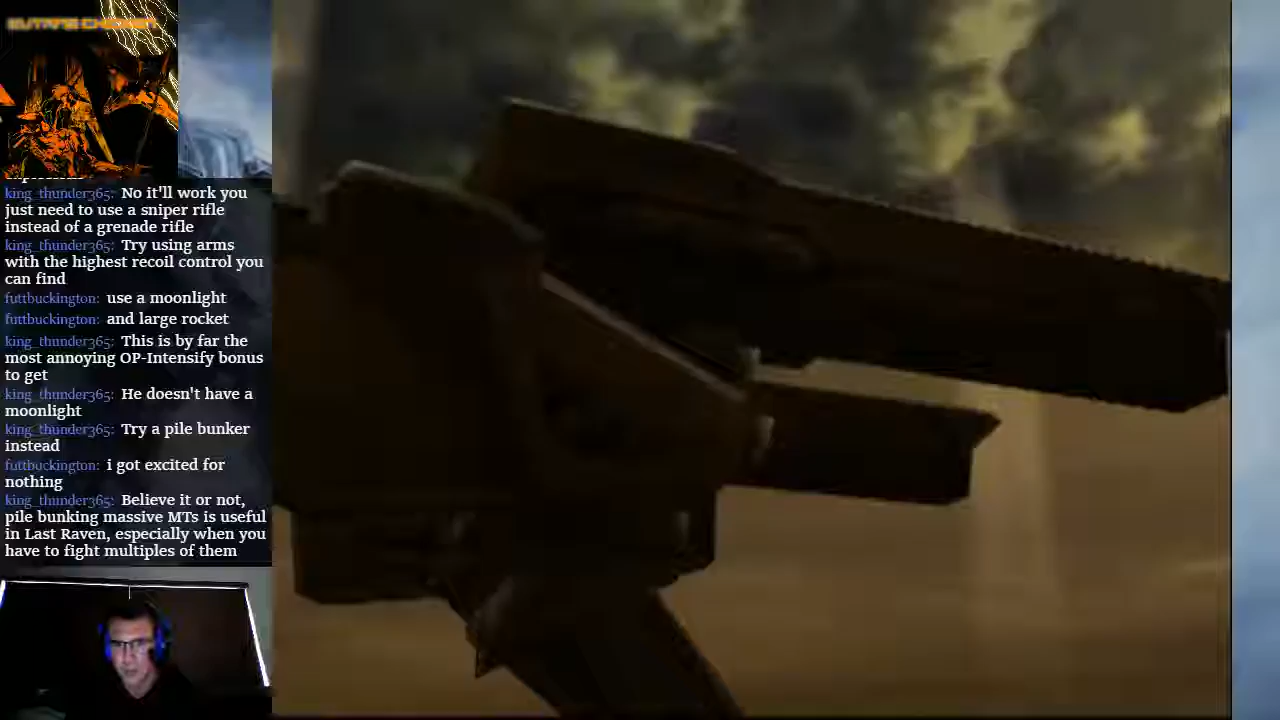 king_thunder365: No it'll work you
just need to use a sniper rifle
instead of a grenade rifle
king_thunder365: Try using arms
with the highest recoil control you
can find
futtbuckington: use a moonlight
futtbuckington: and large rocket
king_thunder365: This is by far the
most annoying OP-Intensify bonus
to get
king_thunder365: He doesn't have a
moonlight
king_thunder365: Try a pile bunker
instead
futtbuckington: i got excited for
nothing
king_thunder365: Believe it or not,
pile bunking massive MTs is useful
in Last Raven, especially when you
have to fight multiples of them